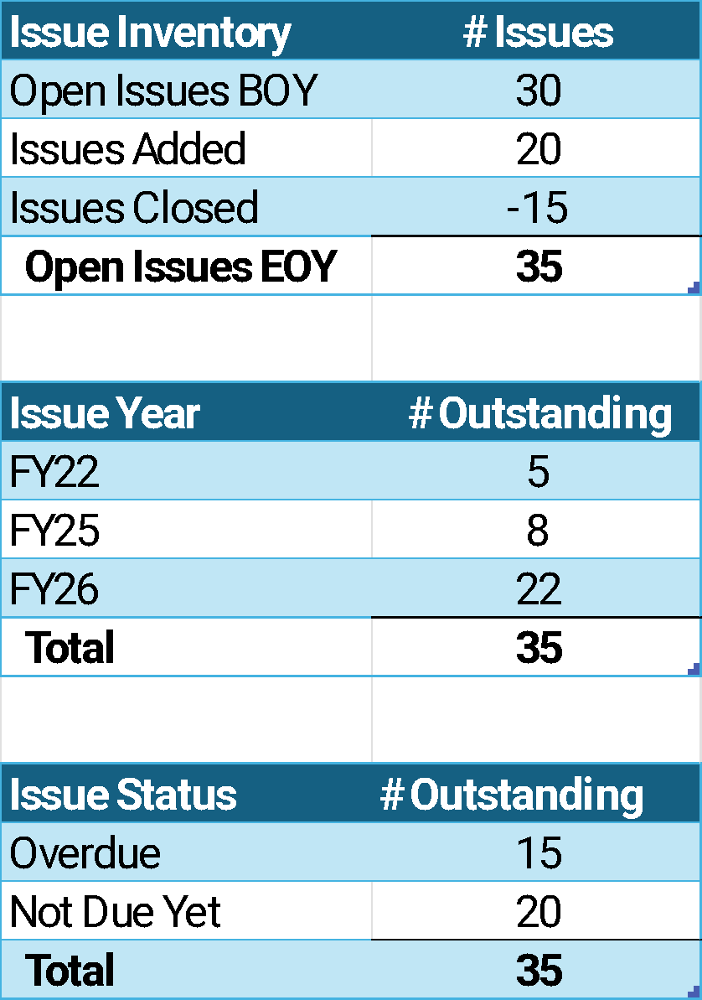 Issue Inventory # Issues
Open Issues BOY 30
Issues Added 20
Issues Closed -15
Open Issues EOY 35
Issue Year # Outstanding
FY22 5
FY25 8
FY26 22
Total 35
Issue Status # Outstanding
Overdue 15
Not Due Yet 20
Total 35